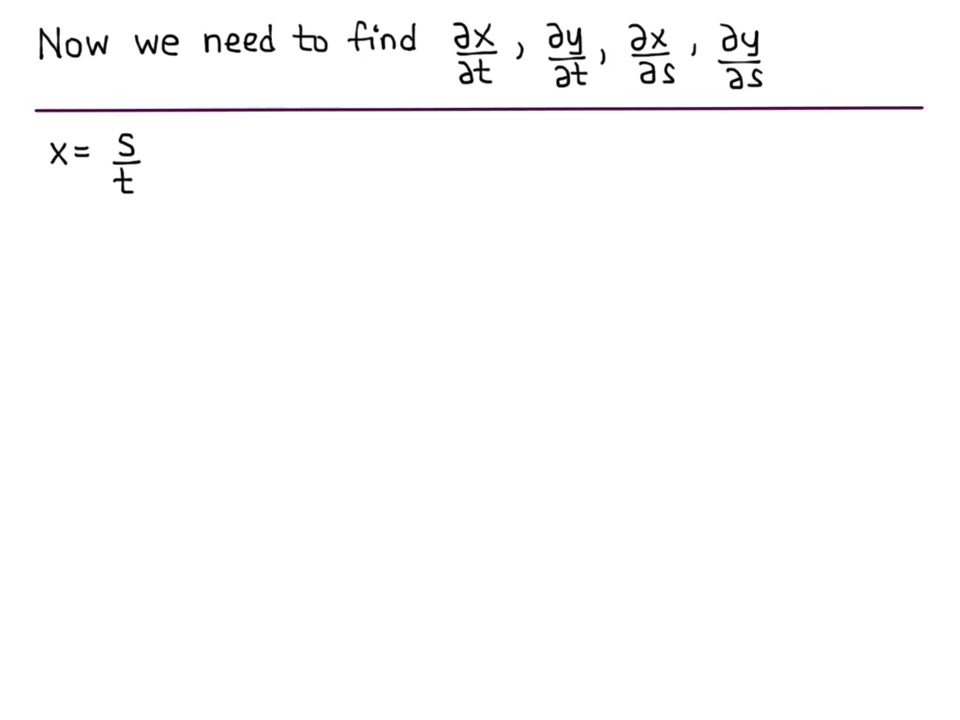 Now we need to find ∂x/∂t, ∂y/∂t, ∂x/∂s, ∂y/∂s
x = s/t